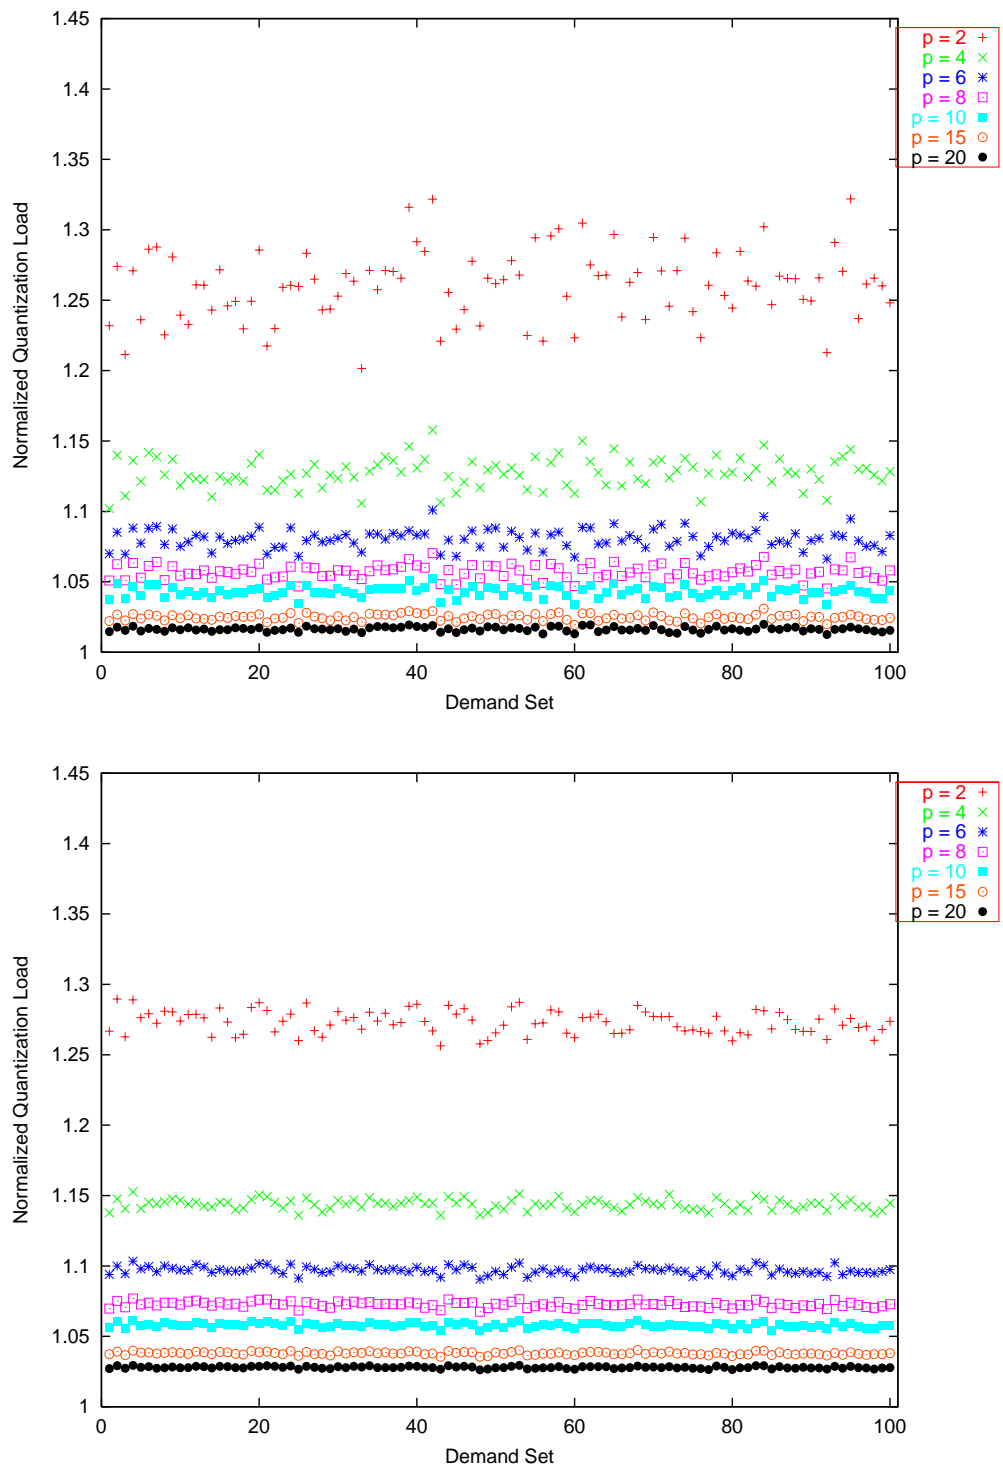 1.45
1.4
1.35
1.3
1.25
1.2
1.15
1.1
1.05
1
Normalized Quantization Load
0 20 40 60 80 100
Demand Set
p = 2
p = 4
p = 6
p = 8
p = 10
p = 15
p = 20
1.45
1.4
1.35
1.3
1.25
1.2
1.15
1.1
1.05
1
Normalized Quantization Load
0 20 40 60 80 100
Demand Set
p = 2
p = 4
p = 6
p = 8
p = 10
p = 15
p = 20